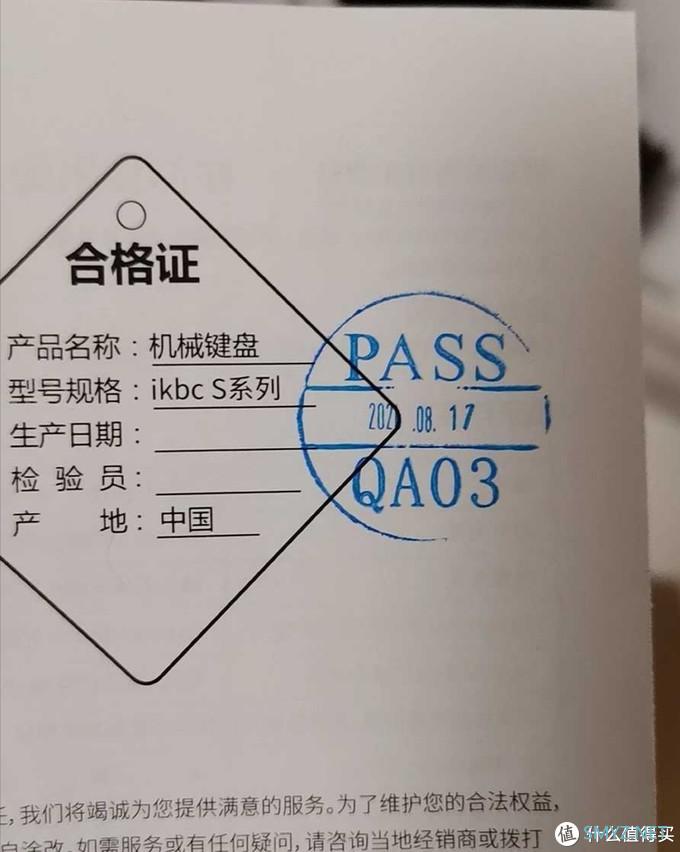 合格证
产品名称：机械键盘
型号规格：ikbc S系列
生产日期：
检验员：
产地：中国
PASS
.08.17
QA03
我们将竭诚为您提供满意的服务。为了维护您的合法权益,
自涂改。如需服务或有任何疑问,请咨询当地经销商或拨打
值 什么值得买